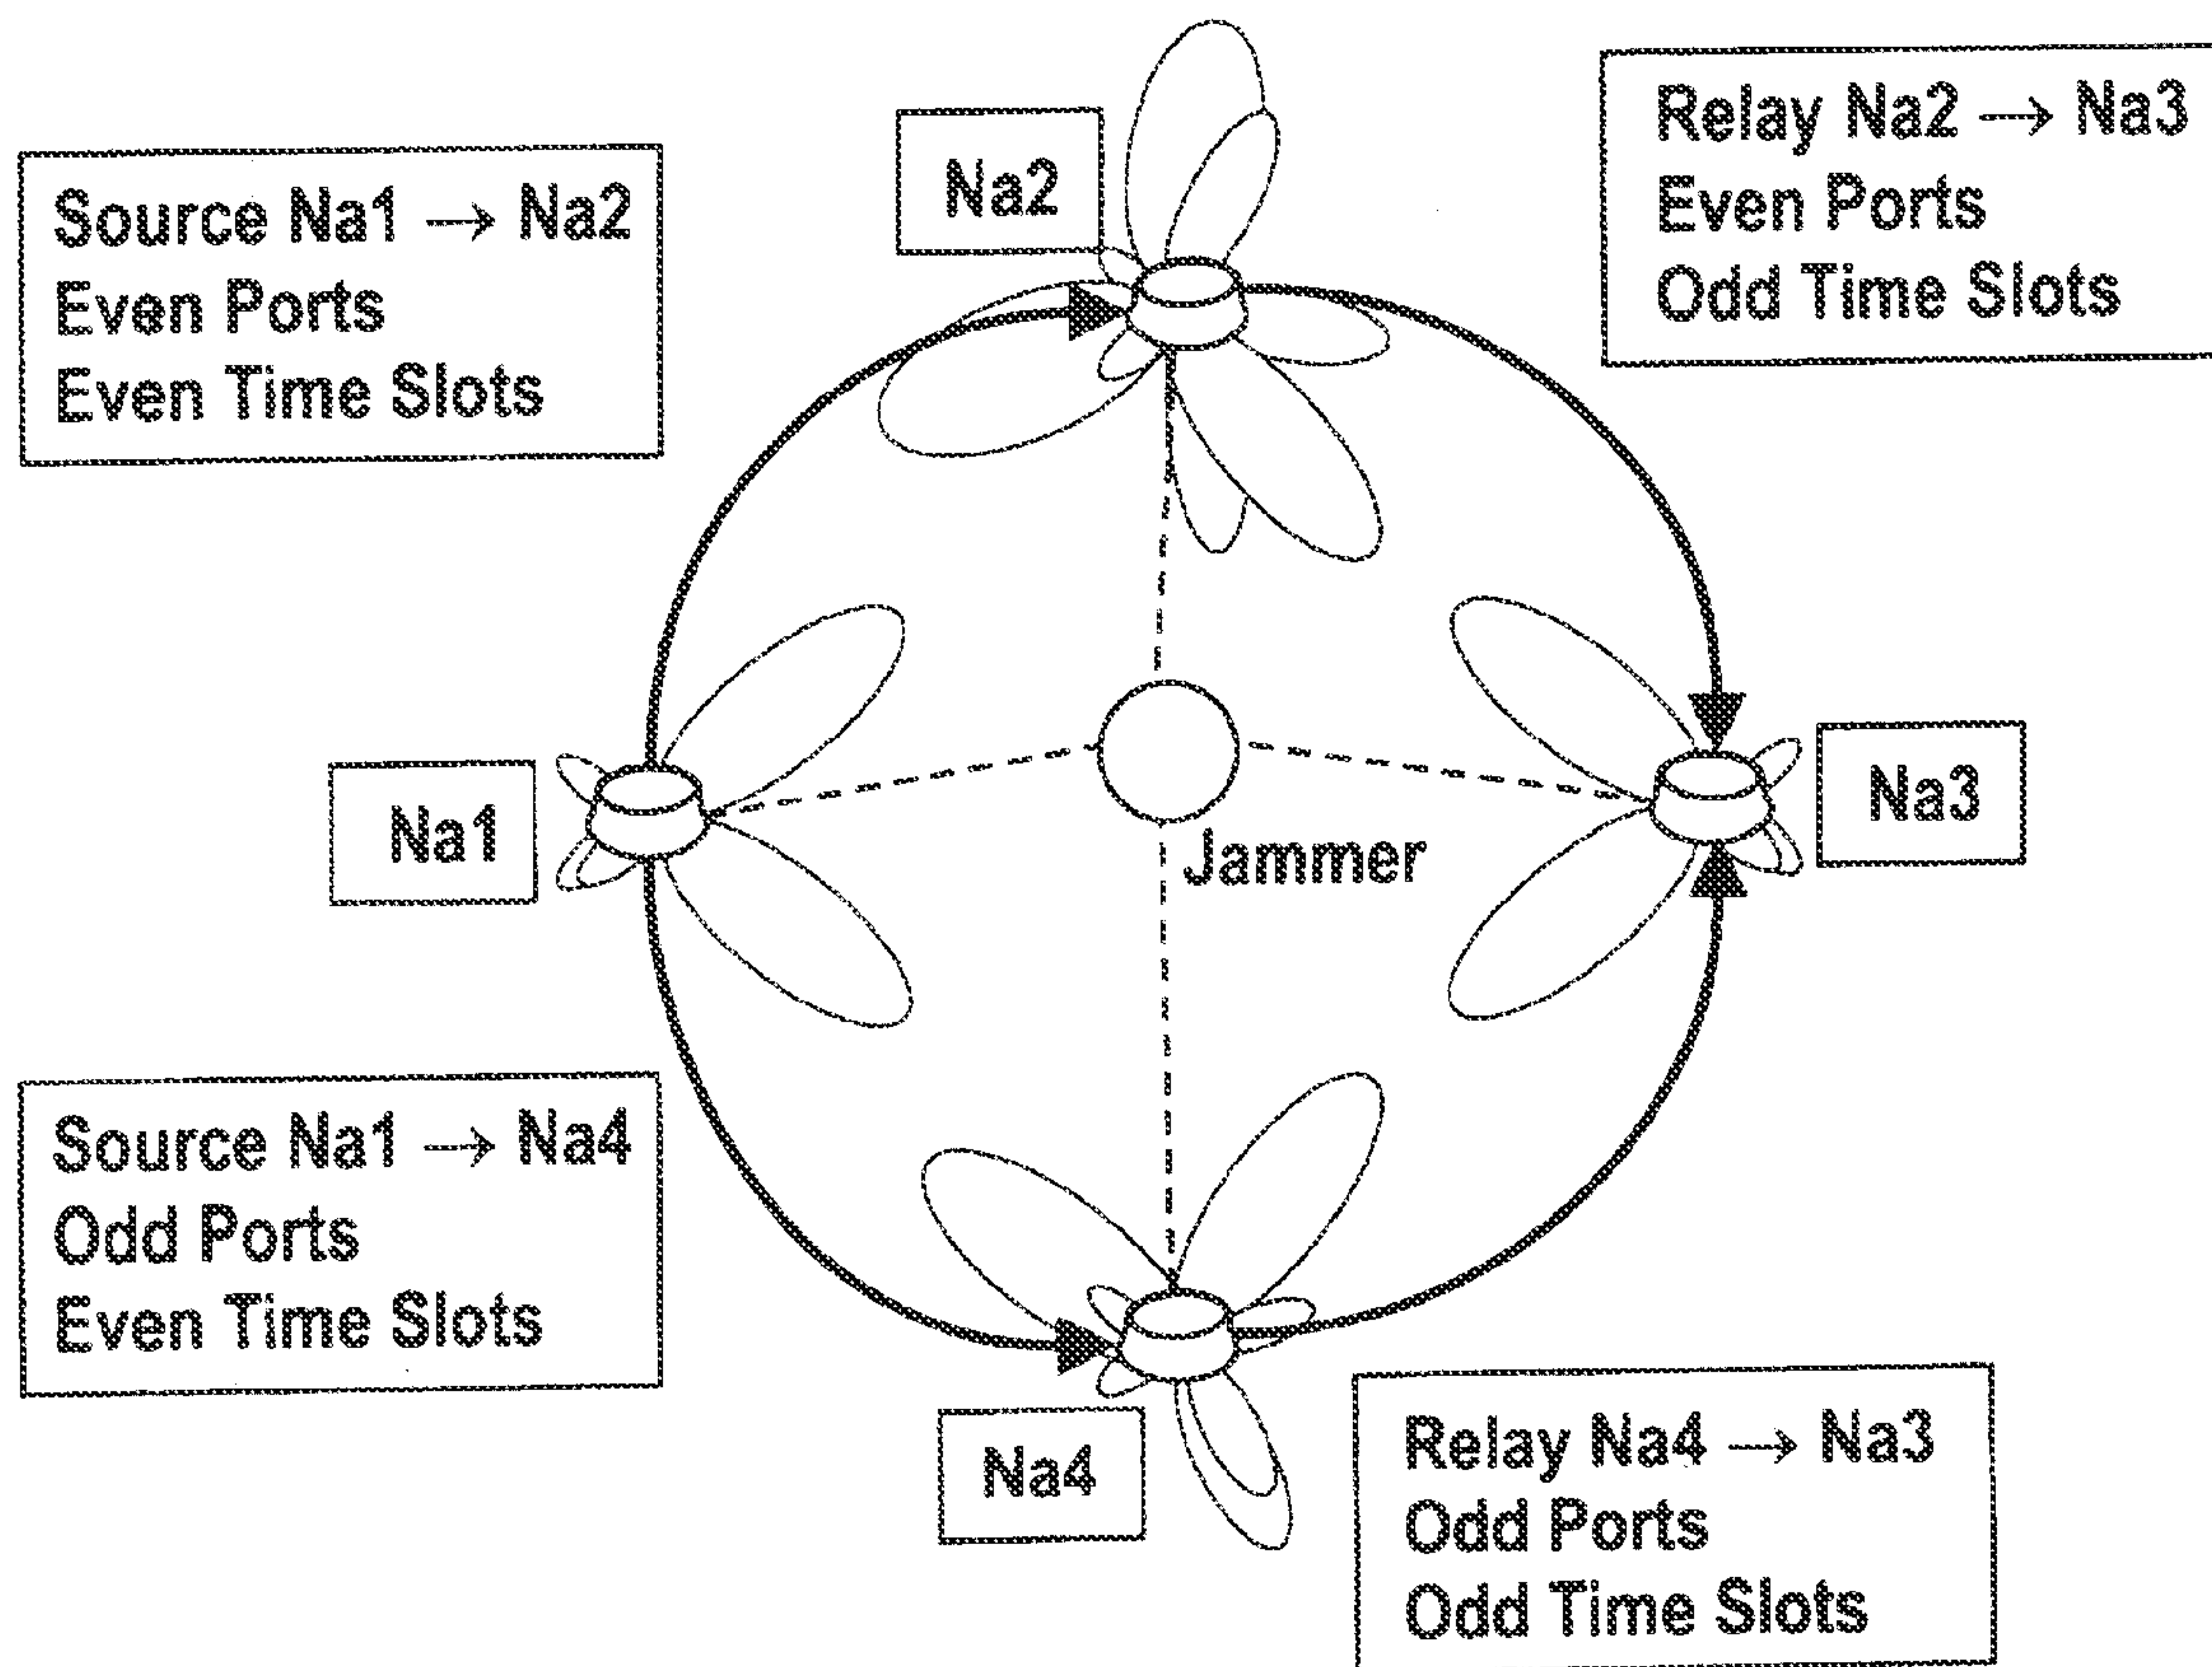 Source Na1 → Na2
Even Ports
Even Time Slots
Na2
Relay Na2 → Na3
Even Ports
Odd Time Slots
Na1
Jammer
Na3
Source Na1 → Na4
Odd Ports
Even Time Slots
Na4
Relay Na4 → Na3
Odd Ports
Odd Time Slots